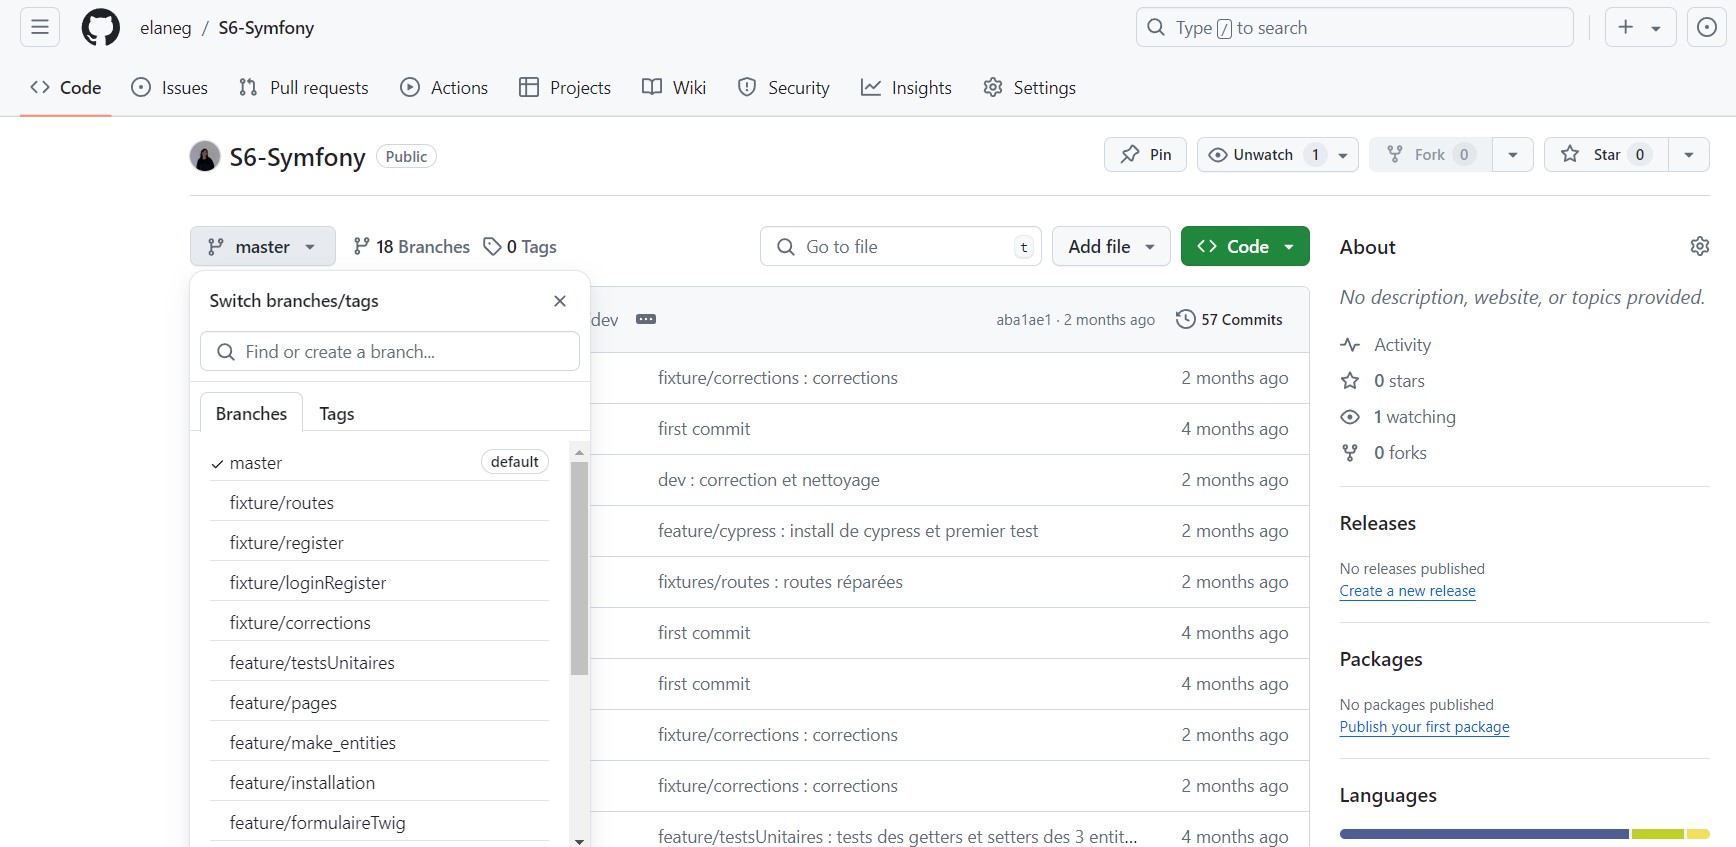 elaneg / S6-Symfony
Type / to search
Code
Issues
Pull requests
Actions
Projects
Wiki
Security
Insights
Settings
S6-Symfony Public
Pin
Unwatch 1
Fork 0
Star 0
master
18 Branches
0 Tags
Go to file t
Add file
Code
Switch branches/tags
Find or create a branch...
Branches
Tags
master default
fixture/routes
fixture/register
fixture/loginRegister
fixture/corrections
feature/testsUnitaires
feature/pages
feature/make_entities
feature/installation
feature/formulaireTwig
dev
aba1ae1 · 2 months ago
57 Commits
fixture/corrections : corrections 2 months ago
first commit 4 months ago
dev : correction et nettoyage 2 months ago
feature/cypress : install de cypress et premier test 2 months ago
fixtures/routes : routes réparées 2 months ago
first commit 4 months ago
first commit 4 months ago
fixture/corrections : corrections 2 months ago
fixture/corrections : corrections 2 months ago
feature/testsUnitaires : tests des getters et setters des 3 entit... 4 months ago
About
No description, website, or topics provided.
Activity
0 stars
1 watching
0 forks
Releases
No releases published
Create a new release
Packages
No packages published
Publish your first package
Languages